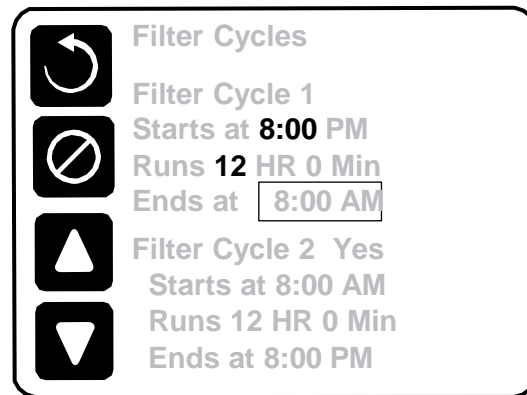 Filter Cycles
Filter Cycle 1
Starts at 8:00 PM
Runs 12 HR 0 Min
Ends at 8:00 AM
Filter Cycle 2 Yes
Starts at 8:00 AM
Runs 12 HR 0 Min
Ends at 8:00 PM